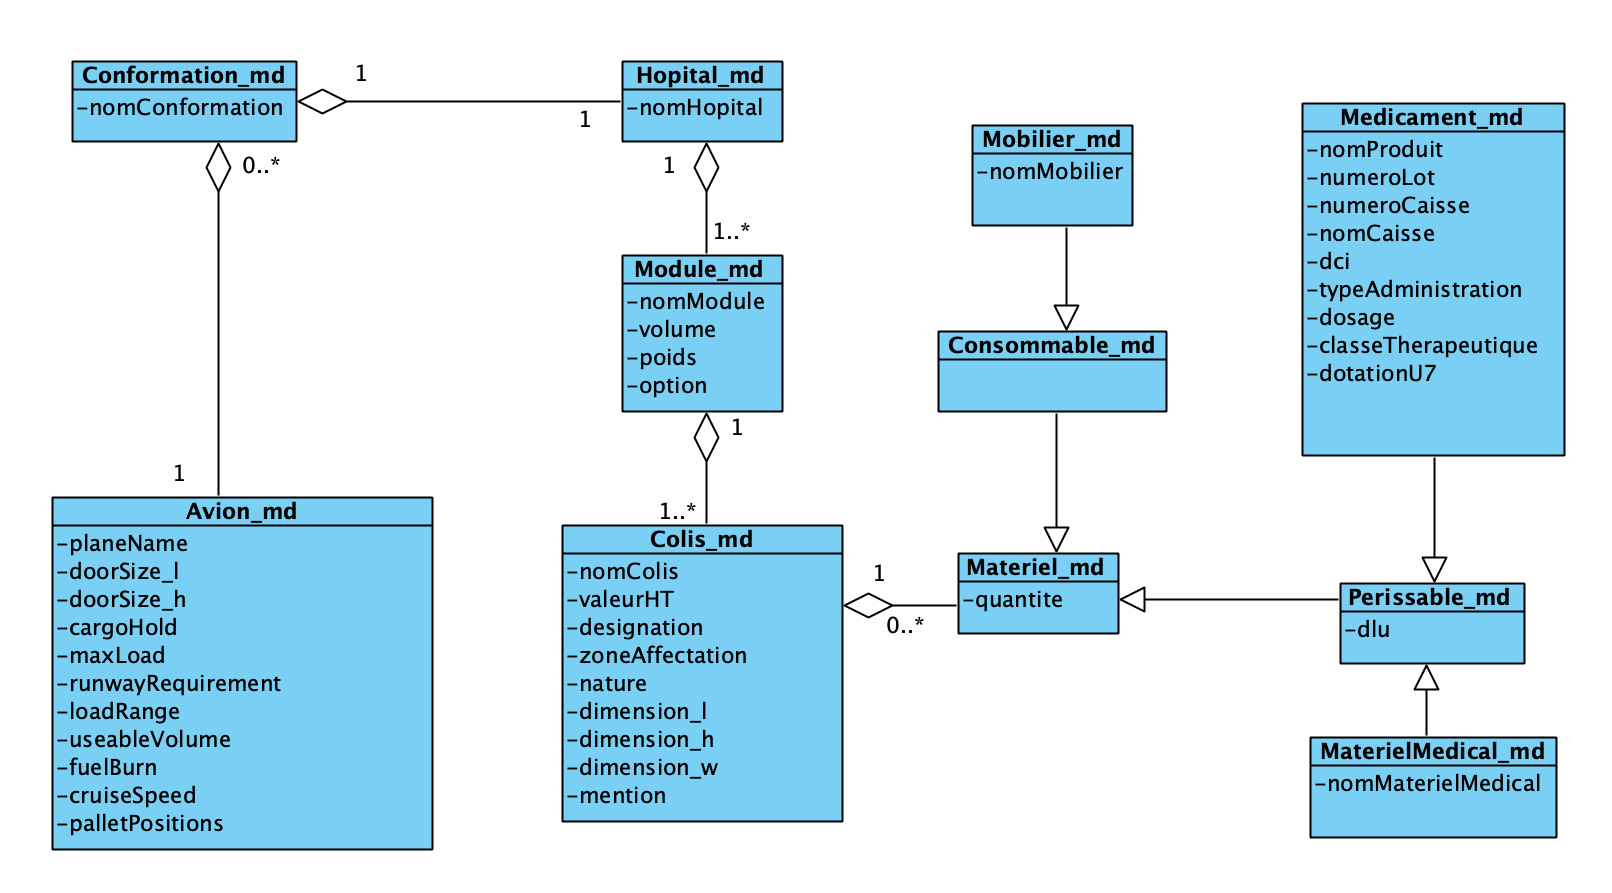 Conformation_md
-nomConformation
1
1
Hopital_md
-nomHopital
0..*
1
1
1..*
Module_md
-nomModule
-volume
-poids
-option
1
1..*
Avion_md
-planeName
-doorSize_l
-doorSize_h
-cargoHold
-maxLoad
-runwayRequirement
-loadRange
-useableVolume
-fuelBurn
-cruiseSpeed
-palletPositions
Colis_md
-nomColis
-valeurHT
-designation
-zoneAffectation
-nature
-dimension_l
-dimension_h
-dimension_w
-mention
1
0..*
Mobilier_md
-nomMobilier
Consommable_md
Materiel_md
-quantite
Medicament_md
-nomProduit
-numeroLot
-numeroCaisse
-nomCaisse
-dci
-typeAdministration
-dosage
-classeTherapeutique
-dotationU7
Perissable_md
-dlu
MaterielMedical_md
-nomMaterielMedical